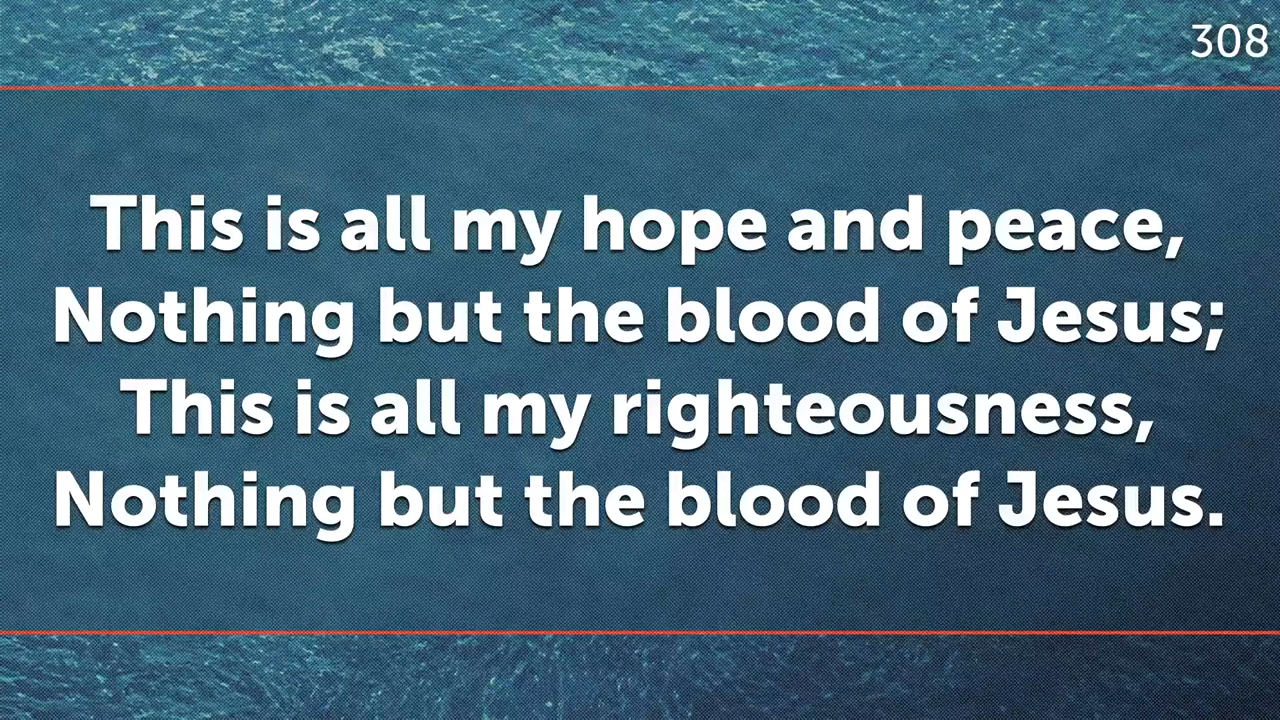 308
This is all my hope and peace,
Nothing but the blood of Jesus;
This is all my righteousness,
Nothing but the blood of Jesus.